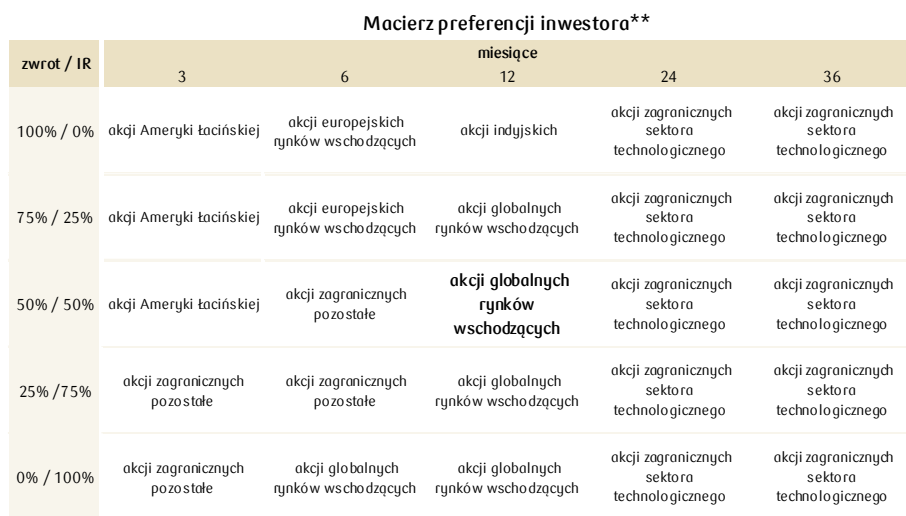 Macierz preferencji inwestora**
zwrot / IR
miesiące
3 6 12 24 36
100% / 0%
akcji Ameryki Łacińskiej
akcji europejskich
rynków wschodzących
akcji indyjskich
akcji zagranicznych
sektora
technologicznego
akcji zagranicznych
sektora
technologicznego
75% / 25%
akcji Ameryki Łacińskiej
akcji europejskich
rynków wschodzących
akcji globalnych
rynków wschodzących
akcji zagranicznych
sektora
technologicznego
akcji zagranicznych
sektora
technologicznego
50% / 50%
akcji Ameryki Łacińskiej
akcji zagranicznych
pozostałe
akcji globalnych
rynków
wschodzących
akcji zagranicznych
sektora
technologicznego
akcji zagranicznych
sektora
technologicznego
25% /75%
akcji zagranicznych
pozostałe
akcji zagranicznych
pozostałe
akcji globalnych
rynków wschodzących
akcji zagranicznych
sektora
technologicznego
akcji zagranicznych
sektora
technologicznego
0% / 100%
akcji zagranicznych
pozostałe
akcji globalnych
rynków wschodzących
akcji globalnych
rynków wschodzących
akcji zagranicznych
sektora
technologicznego
akcji zagranicznych
sektora
technologicznego